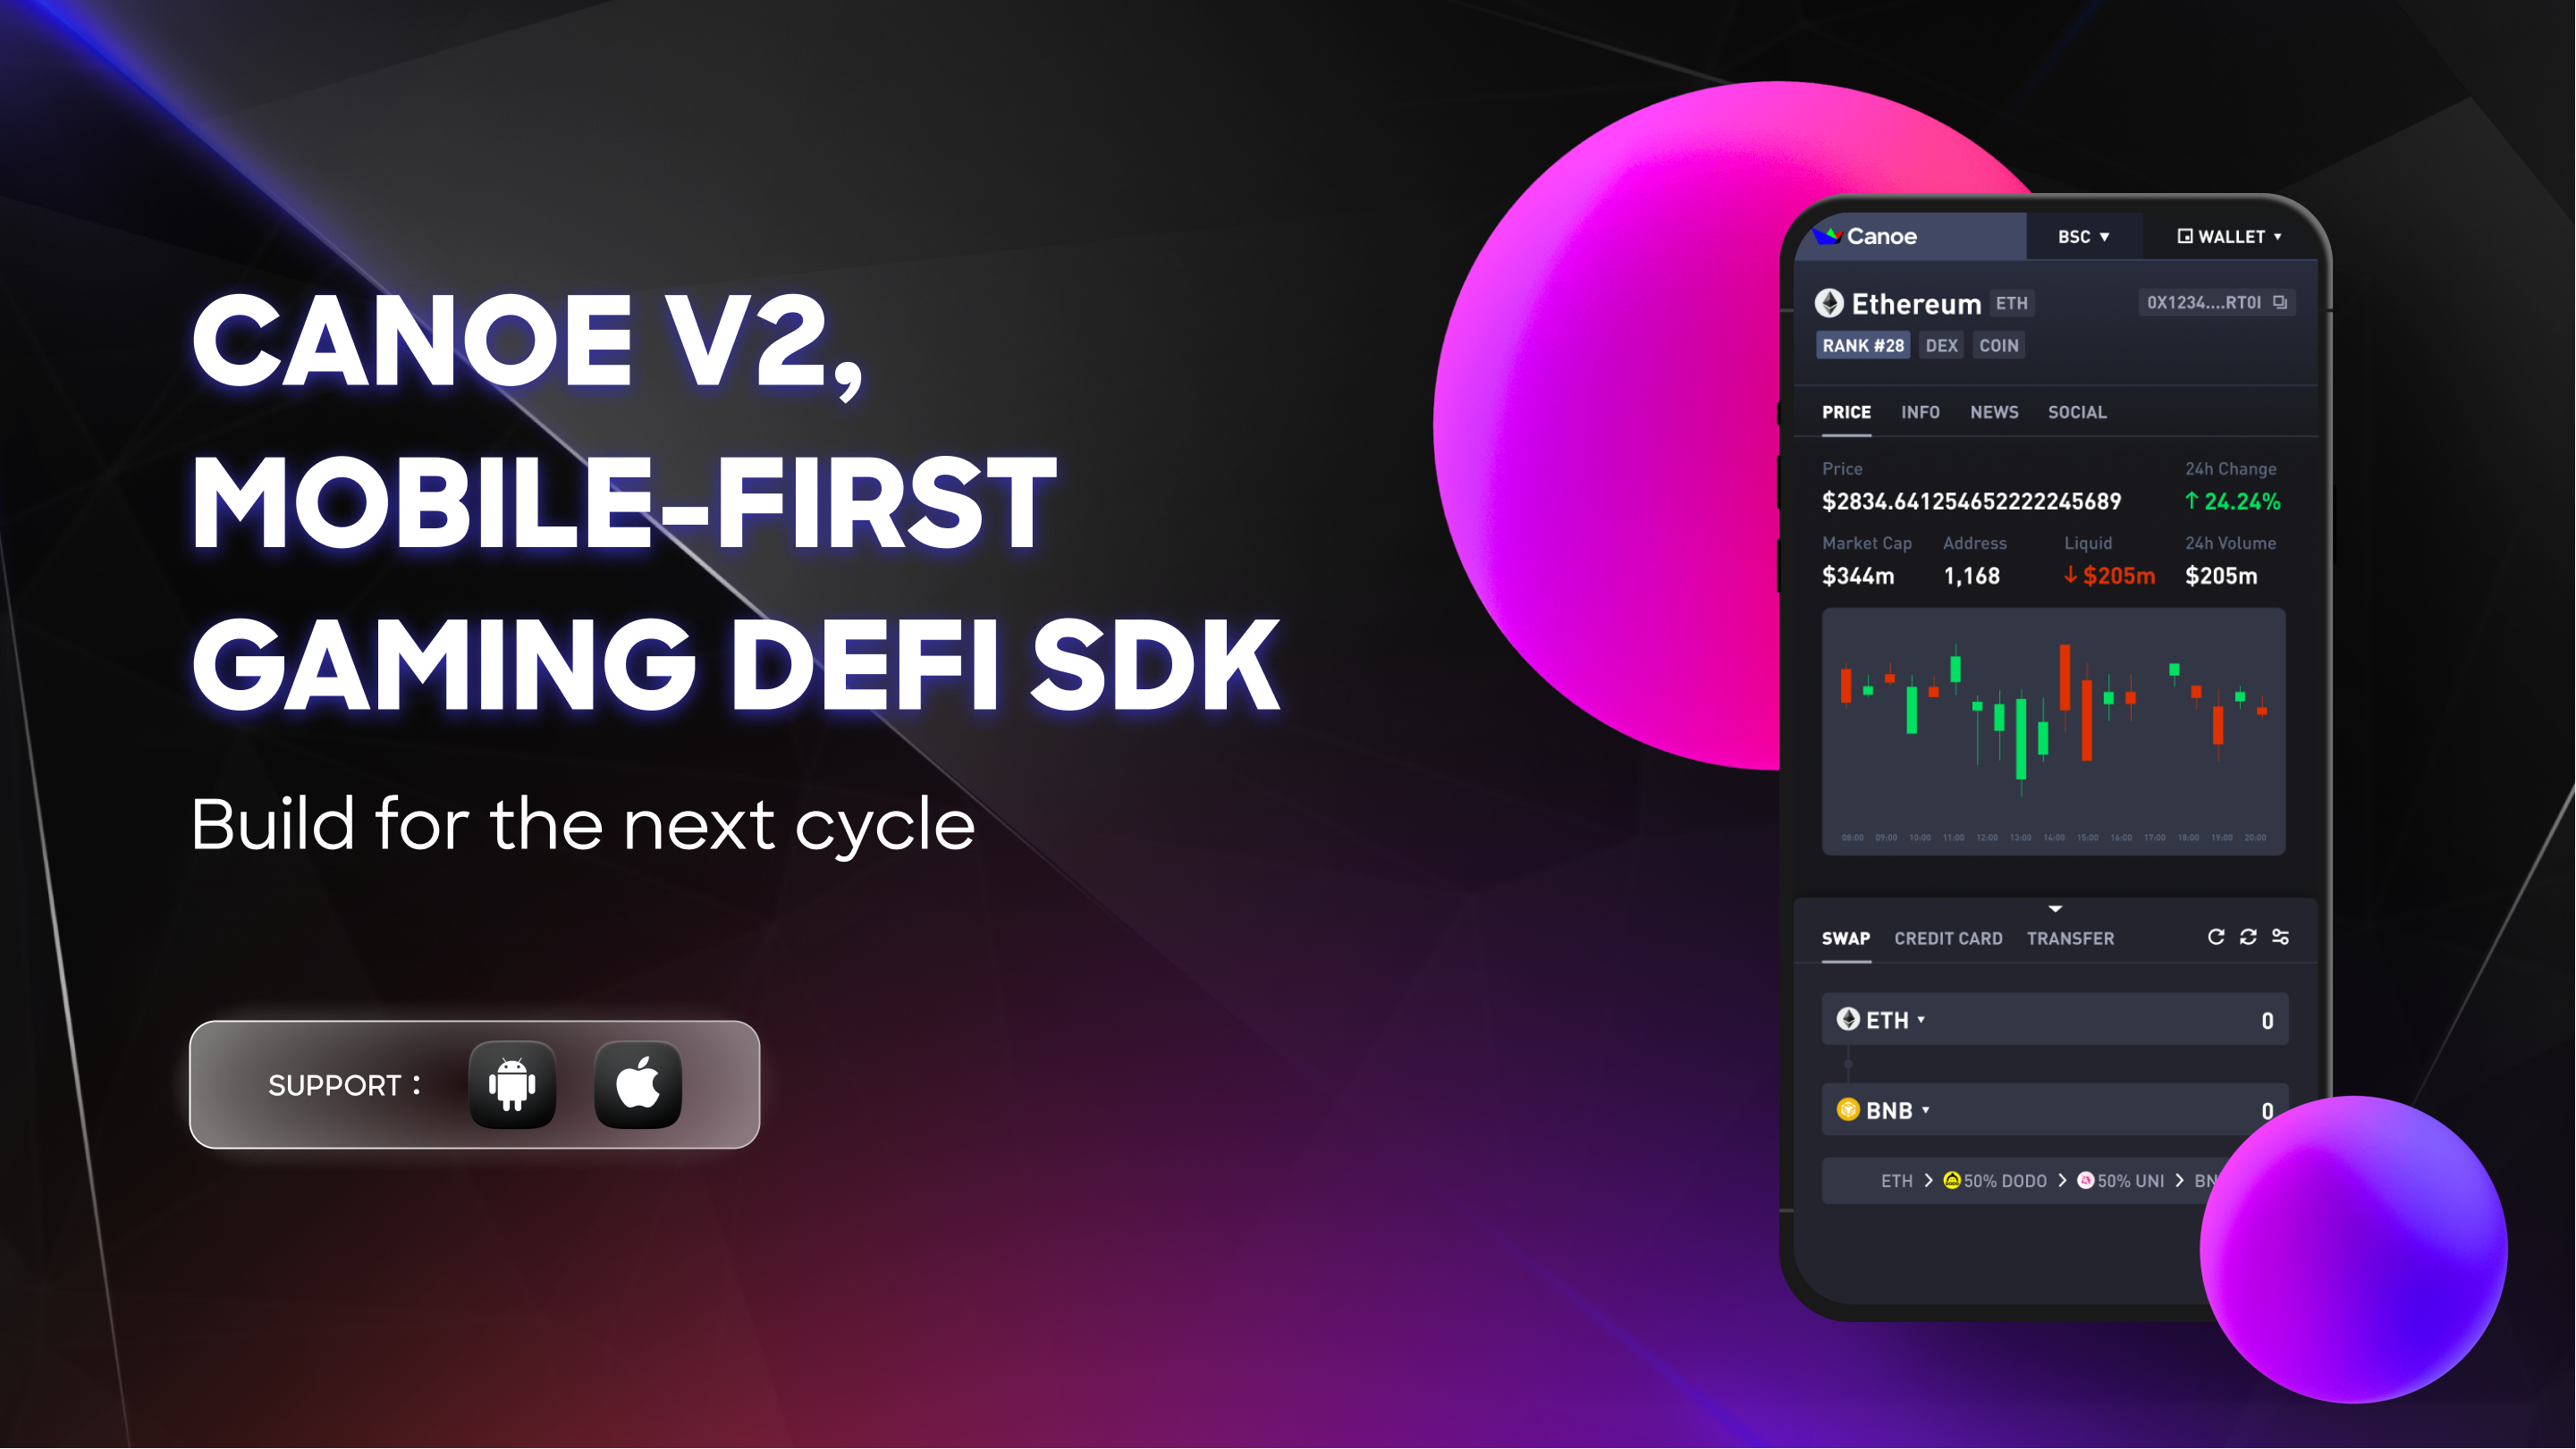 CANOE V2,
MOBILE-FIRST
GAMING DEFI SDK
Build for the next cycle
SUPPORT :
Canoe BSC WALLET
Ethereum ETH 0X1234....RT0I
RANK #28 DEX COIN
PRICE INFO NEWS SOCIAL
Price 24h Change
$2834.641254652222245689 ↑ 24.24%
Market Cap Address Liquid 24h Volume
$344m 1,168 ↓ $205m $205m
08:00 09:00 10:00 11:00 12:00 13:00 14:00 15:00 16:00 17:00 18:00 19:00 20:00
SWAP CREDIT CARD TRANSFER
ETH 0
BNB 0
ETH > 50% DODO > 50% UNI > BN